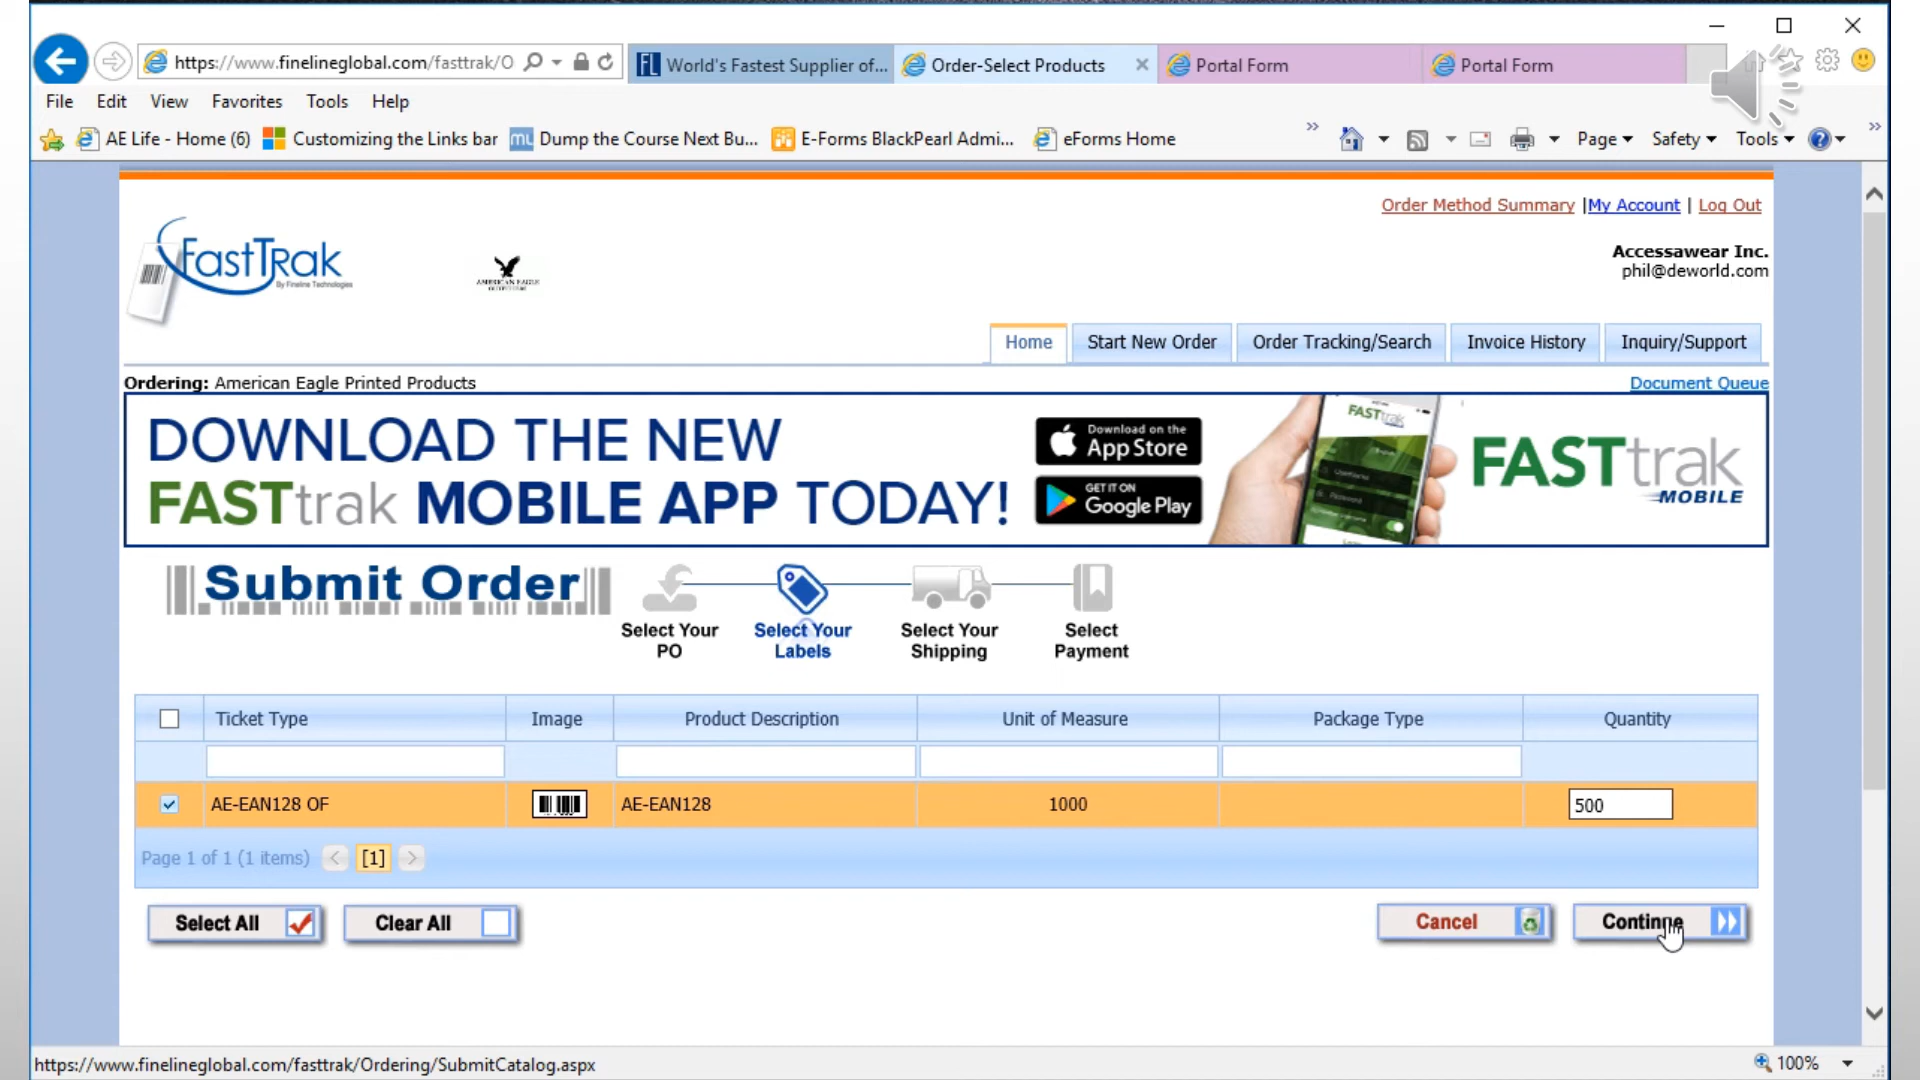 https://www.finelineglobal.com/fasttrak/O
World's Fastest Supplier of...
Order-Select Products
Portal Form
Portal Form
File Edit View Favorites Tools Help
AE Life - Home (6) Customizing the Links bar Dump the Course Next Bu... E-Forms BlackPearl Admi... eForms Home Page Safety Tools
Order Method Summary |My Account | Log Out
FastTrak
By Fineline Technologies
AMERICAN EAGLE
Accessawear Inc.
phil@deworld.com
Home Start New Order Order Tracking/Search Invoice History Inquiry/Support
Ordering: American Eagle Printed Products
Document Queue
DOWNLOAD THE NEW
FASTtrak MOBILE APP TODAY!
Download on the
App Store
GET IT ON
Google Play
FASTtrak
FASTtrak
MOBILE
Submit Order
Select Your
PO
Select Your
Labels
Select Your
Shipping
Select
Payment
Ticket Type Image Product Description Unit of Measure Package Type Quantity
AE-EAN128 OF AE-EAN128 1000 500
Page 1 of 1 (1 items) [1]
Select All Clear All Cancel Continue
https://www.finelineglobal.com/fasttrak/Ordering/SubmitCatalog.aspx
100%